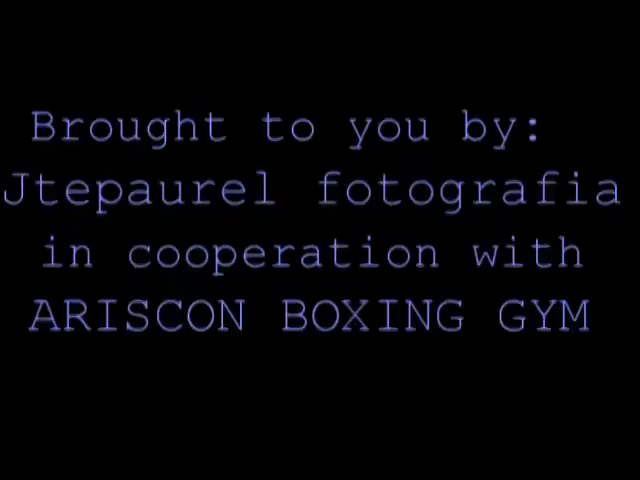 Brought to you by:
Jtepaurel fotografia
in cooperation with
ARISCON BOXING GYM